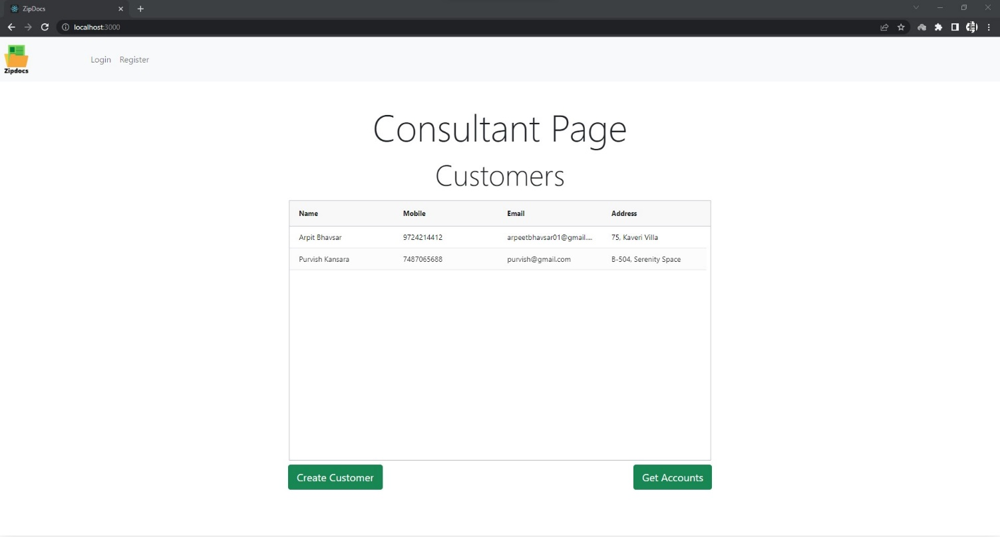 ZipDocs
localhost:3000
Zipdocs
Login Register
Consultant Page
Customers
Name Mobile Email Address
Arpit Bhavsar 9724214412 arpeetbhavsar01@gmail.... 75, Kaveri Villa
Purvish Kansara 7487065688 purvish@gmail.com B-504, Serenity Space
Create Customer Get Accounts